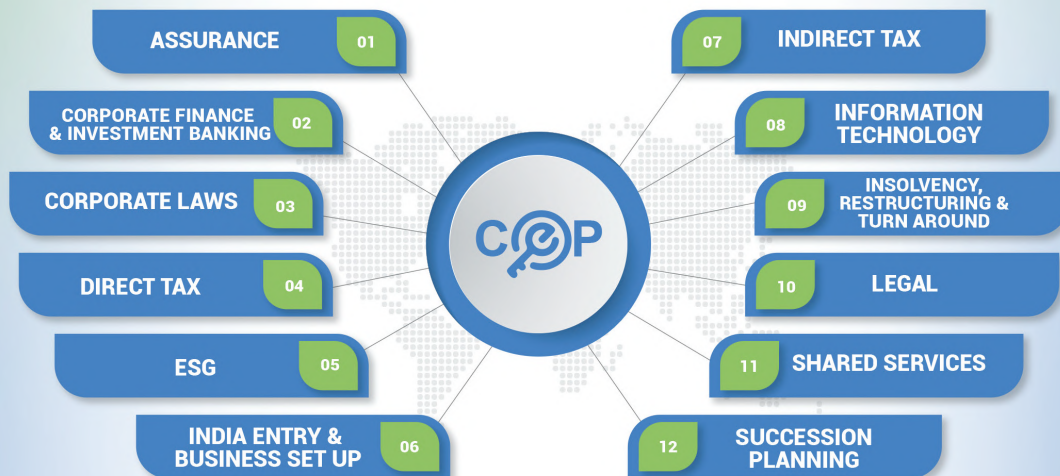 ASSURANCE 01
CORPORATE FINANCE
& INVESTMENT BANKING 02
CORPORATE LAWS 03
DIRECT TAX 04
ESG 05
INDIA ENTRY &
BUSINESS SET UP 06
CeP
07 INDIRECT TAX
08 INFORMATION
TECHNOLOGY
09 INSOLVENCY,
RESTRUCTURING &
TURN AROUND
10 LEGAL
11 SHARED SERVICES
12 SUCCESSION
PLANNING